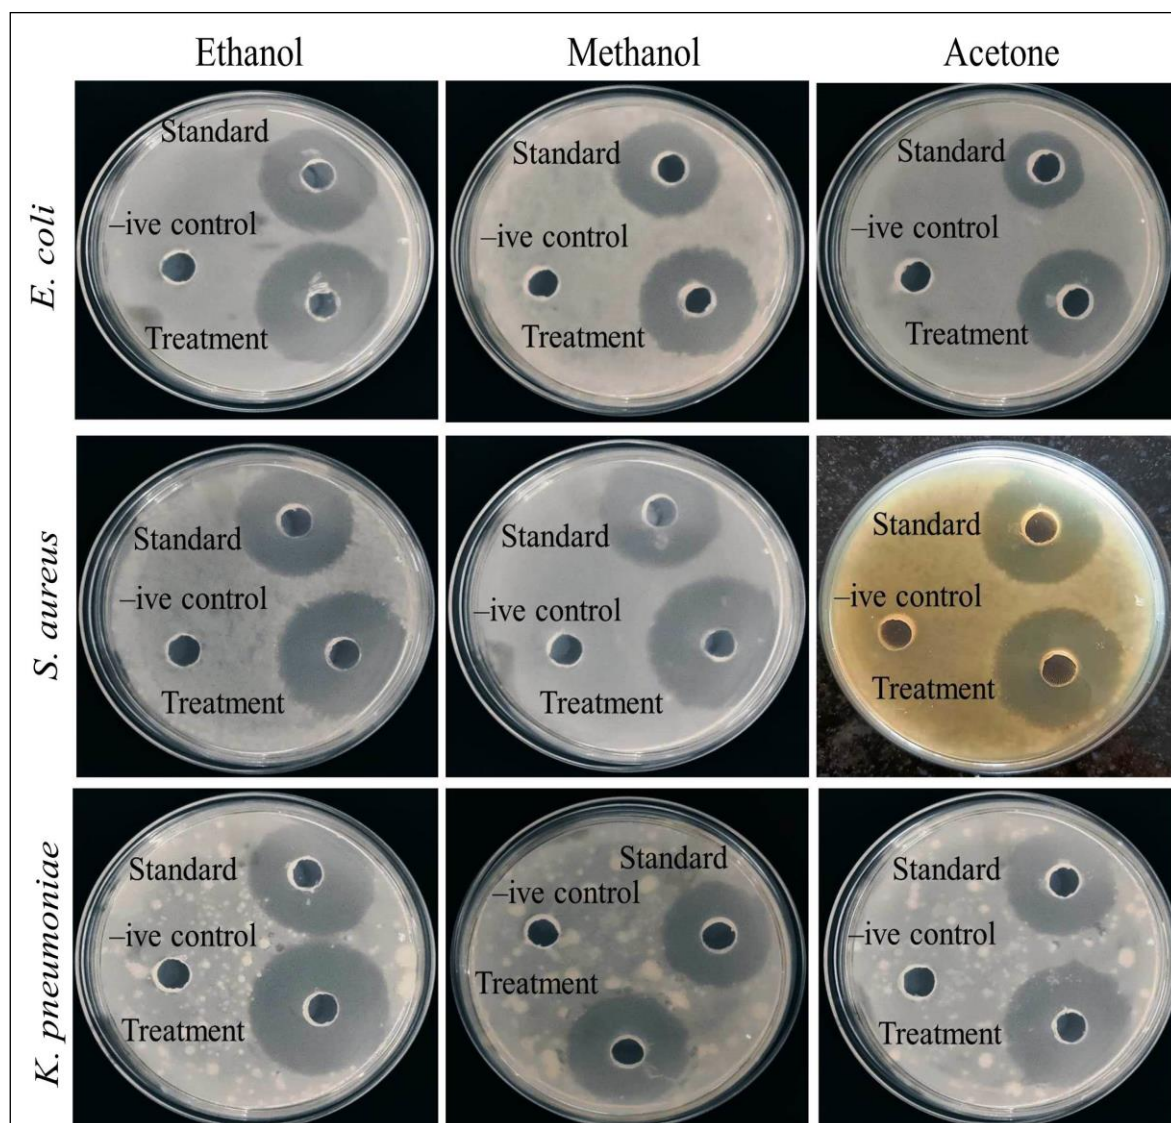 Ethanol Methanol Acetone
E. coli
Standard
–ive control
Treatment
Standard
–ive control
Treatment
Standard
–ive control
Treatment
S. aureus
Standard
–ive control
Treatment
Standard
–ive control
Treatment
Standard
–ive control
Treatment
K. pneumoniae
Standard
–ive control
Treatment
Standard
–ive control
Treatment
Standard
–ive control
Treatment